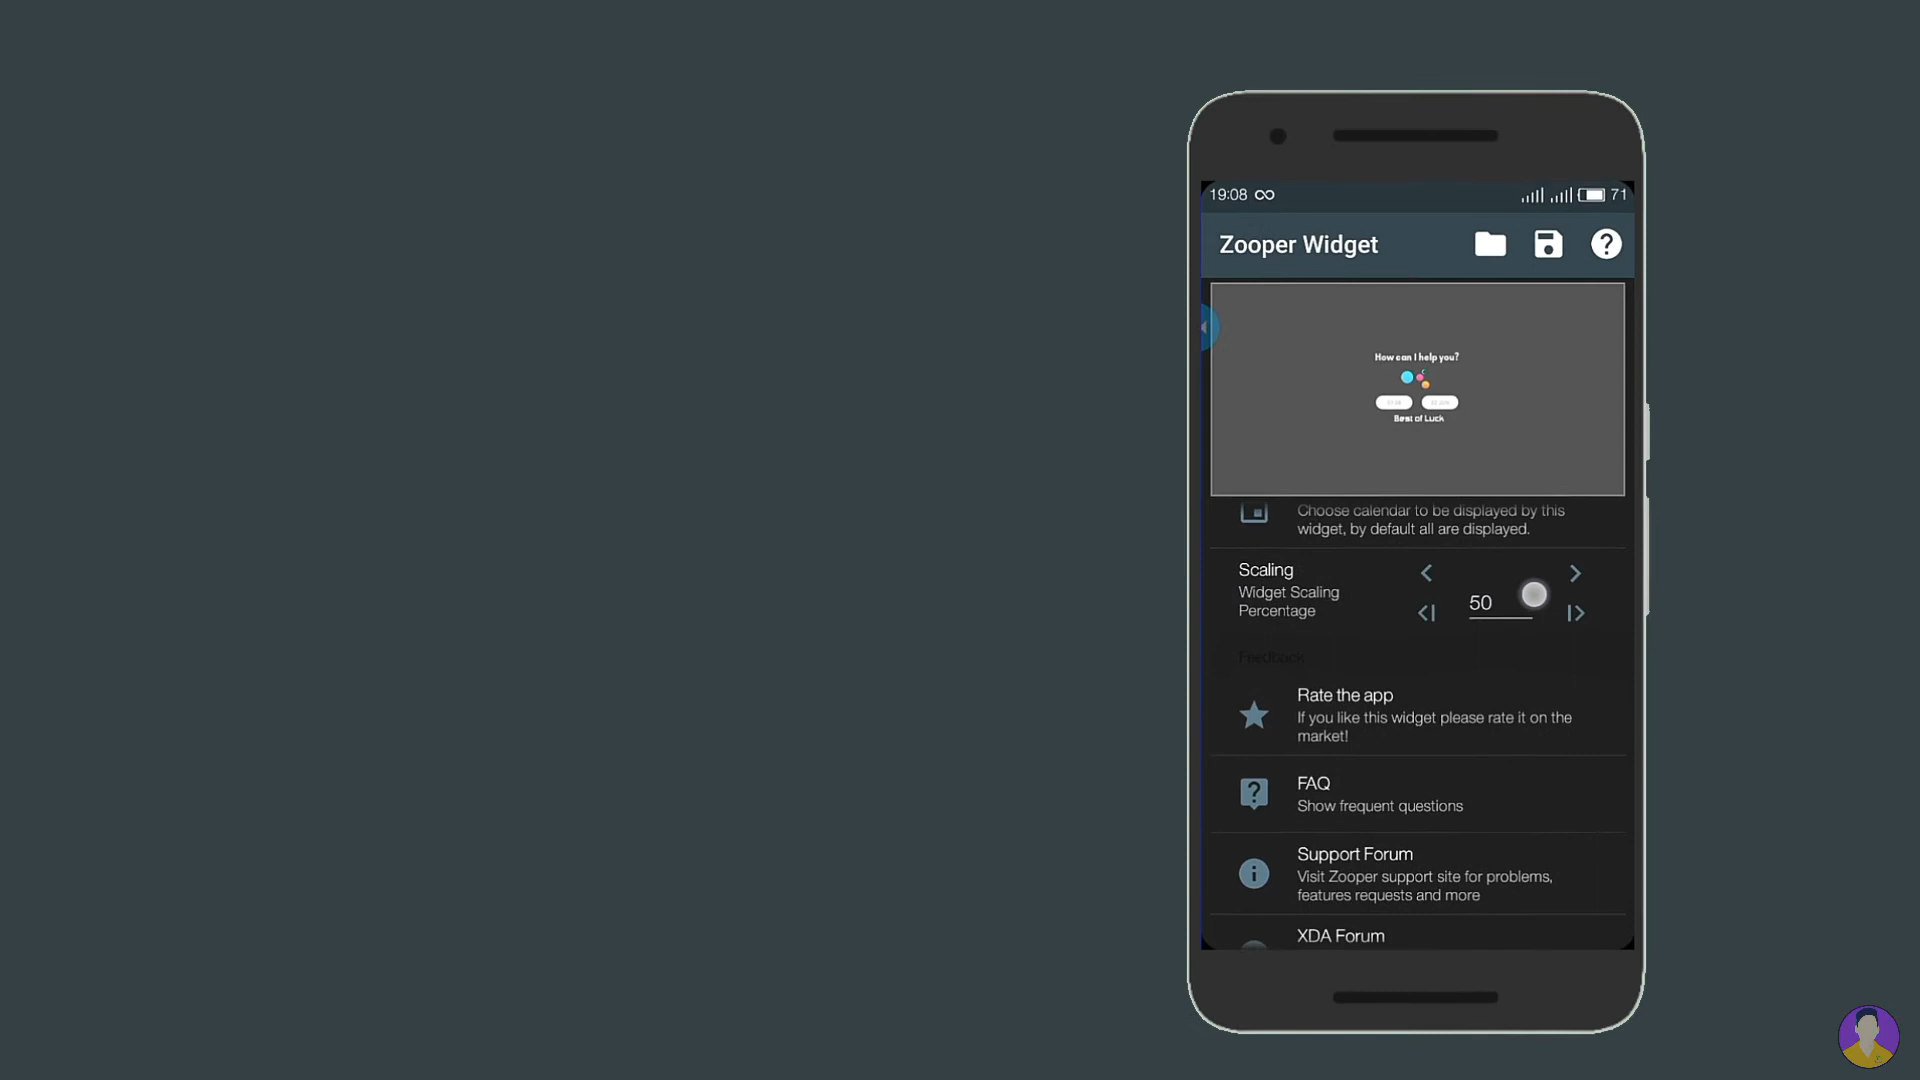 19:08
71
Zooper Widget
How can I help you?
Best of Luck
Choose calendar to be displayed by this
widget, by default all are displayed.
Scaling
Widget Scaling
Percentage
50
Feedback
Rate the app
If you like this widget please rate it on the
market!
FAQ
Show frequent questions
Support Forum
Visit Zooper support site for problems,
features requests and more
XDA Forum